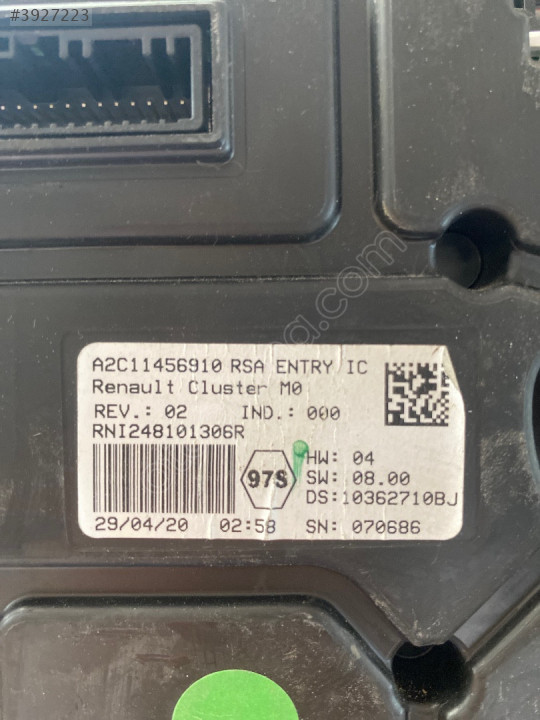 #3927223
A2C11456910 RSA ENTRY IC
Renault Cluster M0
REV.: 02 IND.: 000
RNI248101306R
97S
HW: 04
SW: 08.00
DS:10362710BJ
29/04/20 02:58 SN: 070686